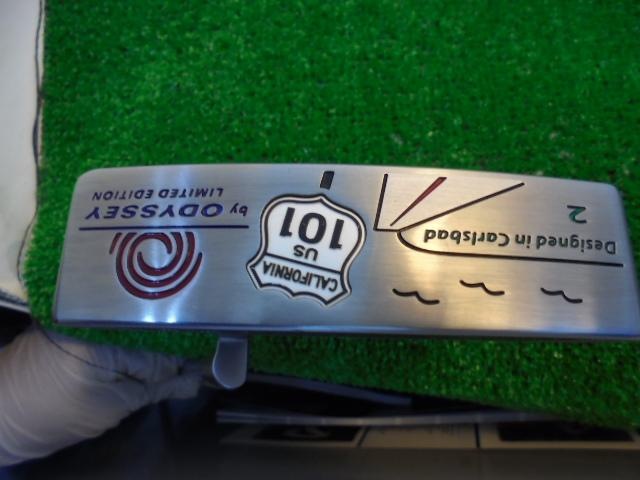 2
Designed in Carlsbad
CALIFORNIA
US
101
by ODYSSEY
LIMITED EDITION